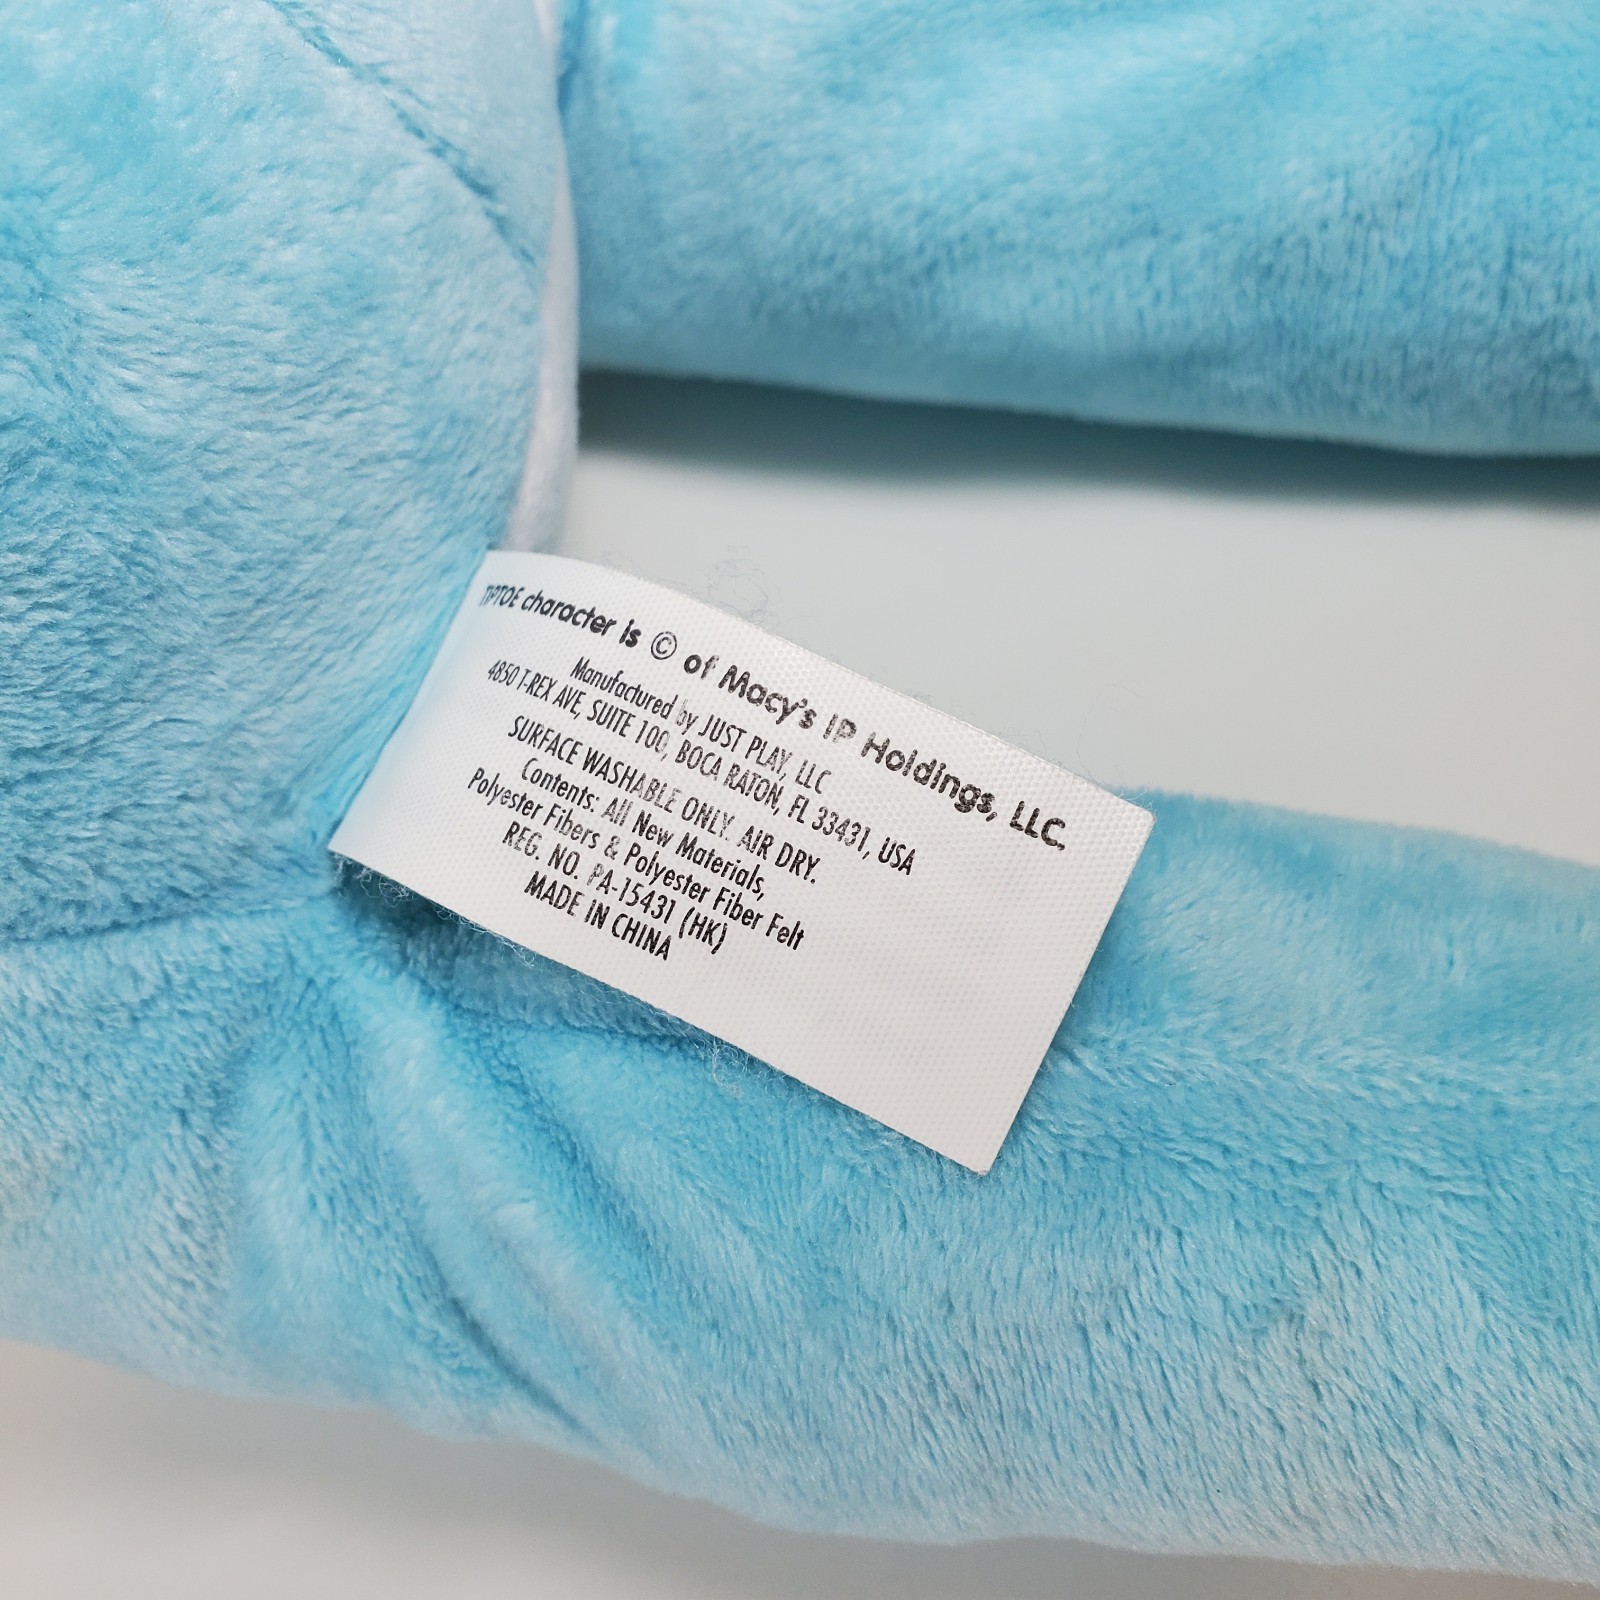 TIPTOE character is © of Macy's IP Holdings, LLC.
Manufactured by JUST PLAY, LLC
4850 T-REX AVE, SUITE 100, BOCA RATON, FL 33431, USA
SURFACE WASHABLE ONLY. AIR DRY.
Contents: All New Materials,
Polyester Fibers & Polyester Fiber Felt
REG. NO. PA-15431 (HK)
MADE IN CHINA